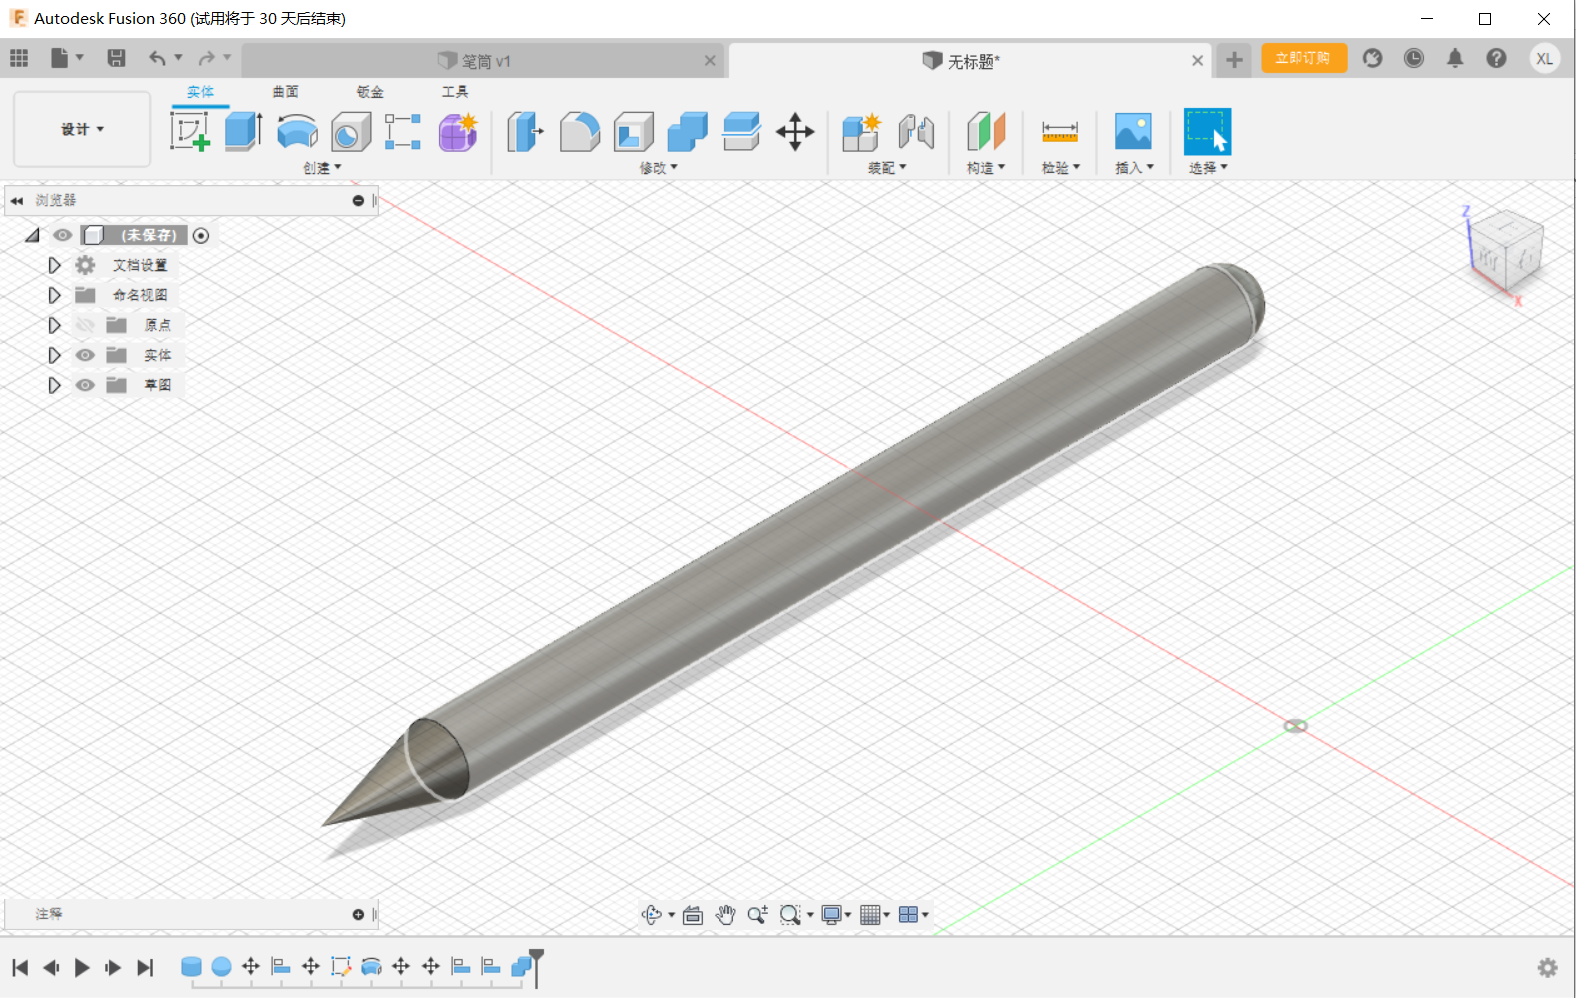 Autodesk Fusion 360 (试用将于 30 天后结束)
笔筒 v1
无标题*
立即订购
XL
设计
实体
曲面
钣金
工具
创建
修改
装配
构造
检验
插入
选择
浏览器
(未保存)
文档设置
命名视图
原点
实体
草图
Z
X
注释